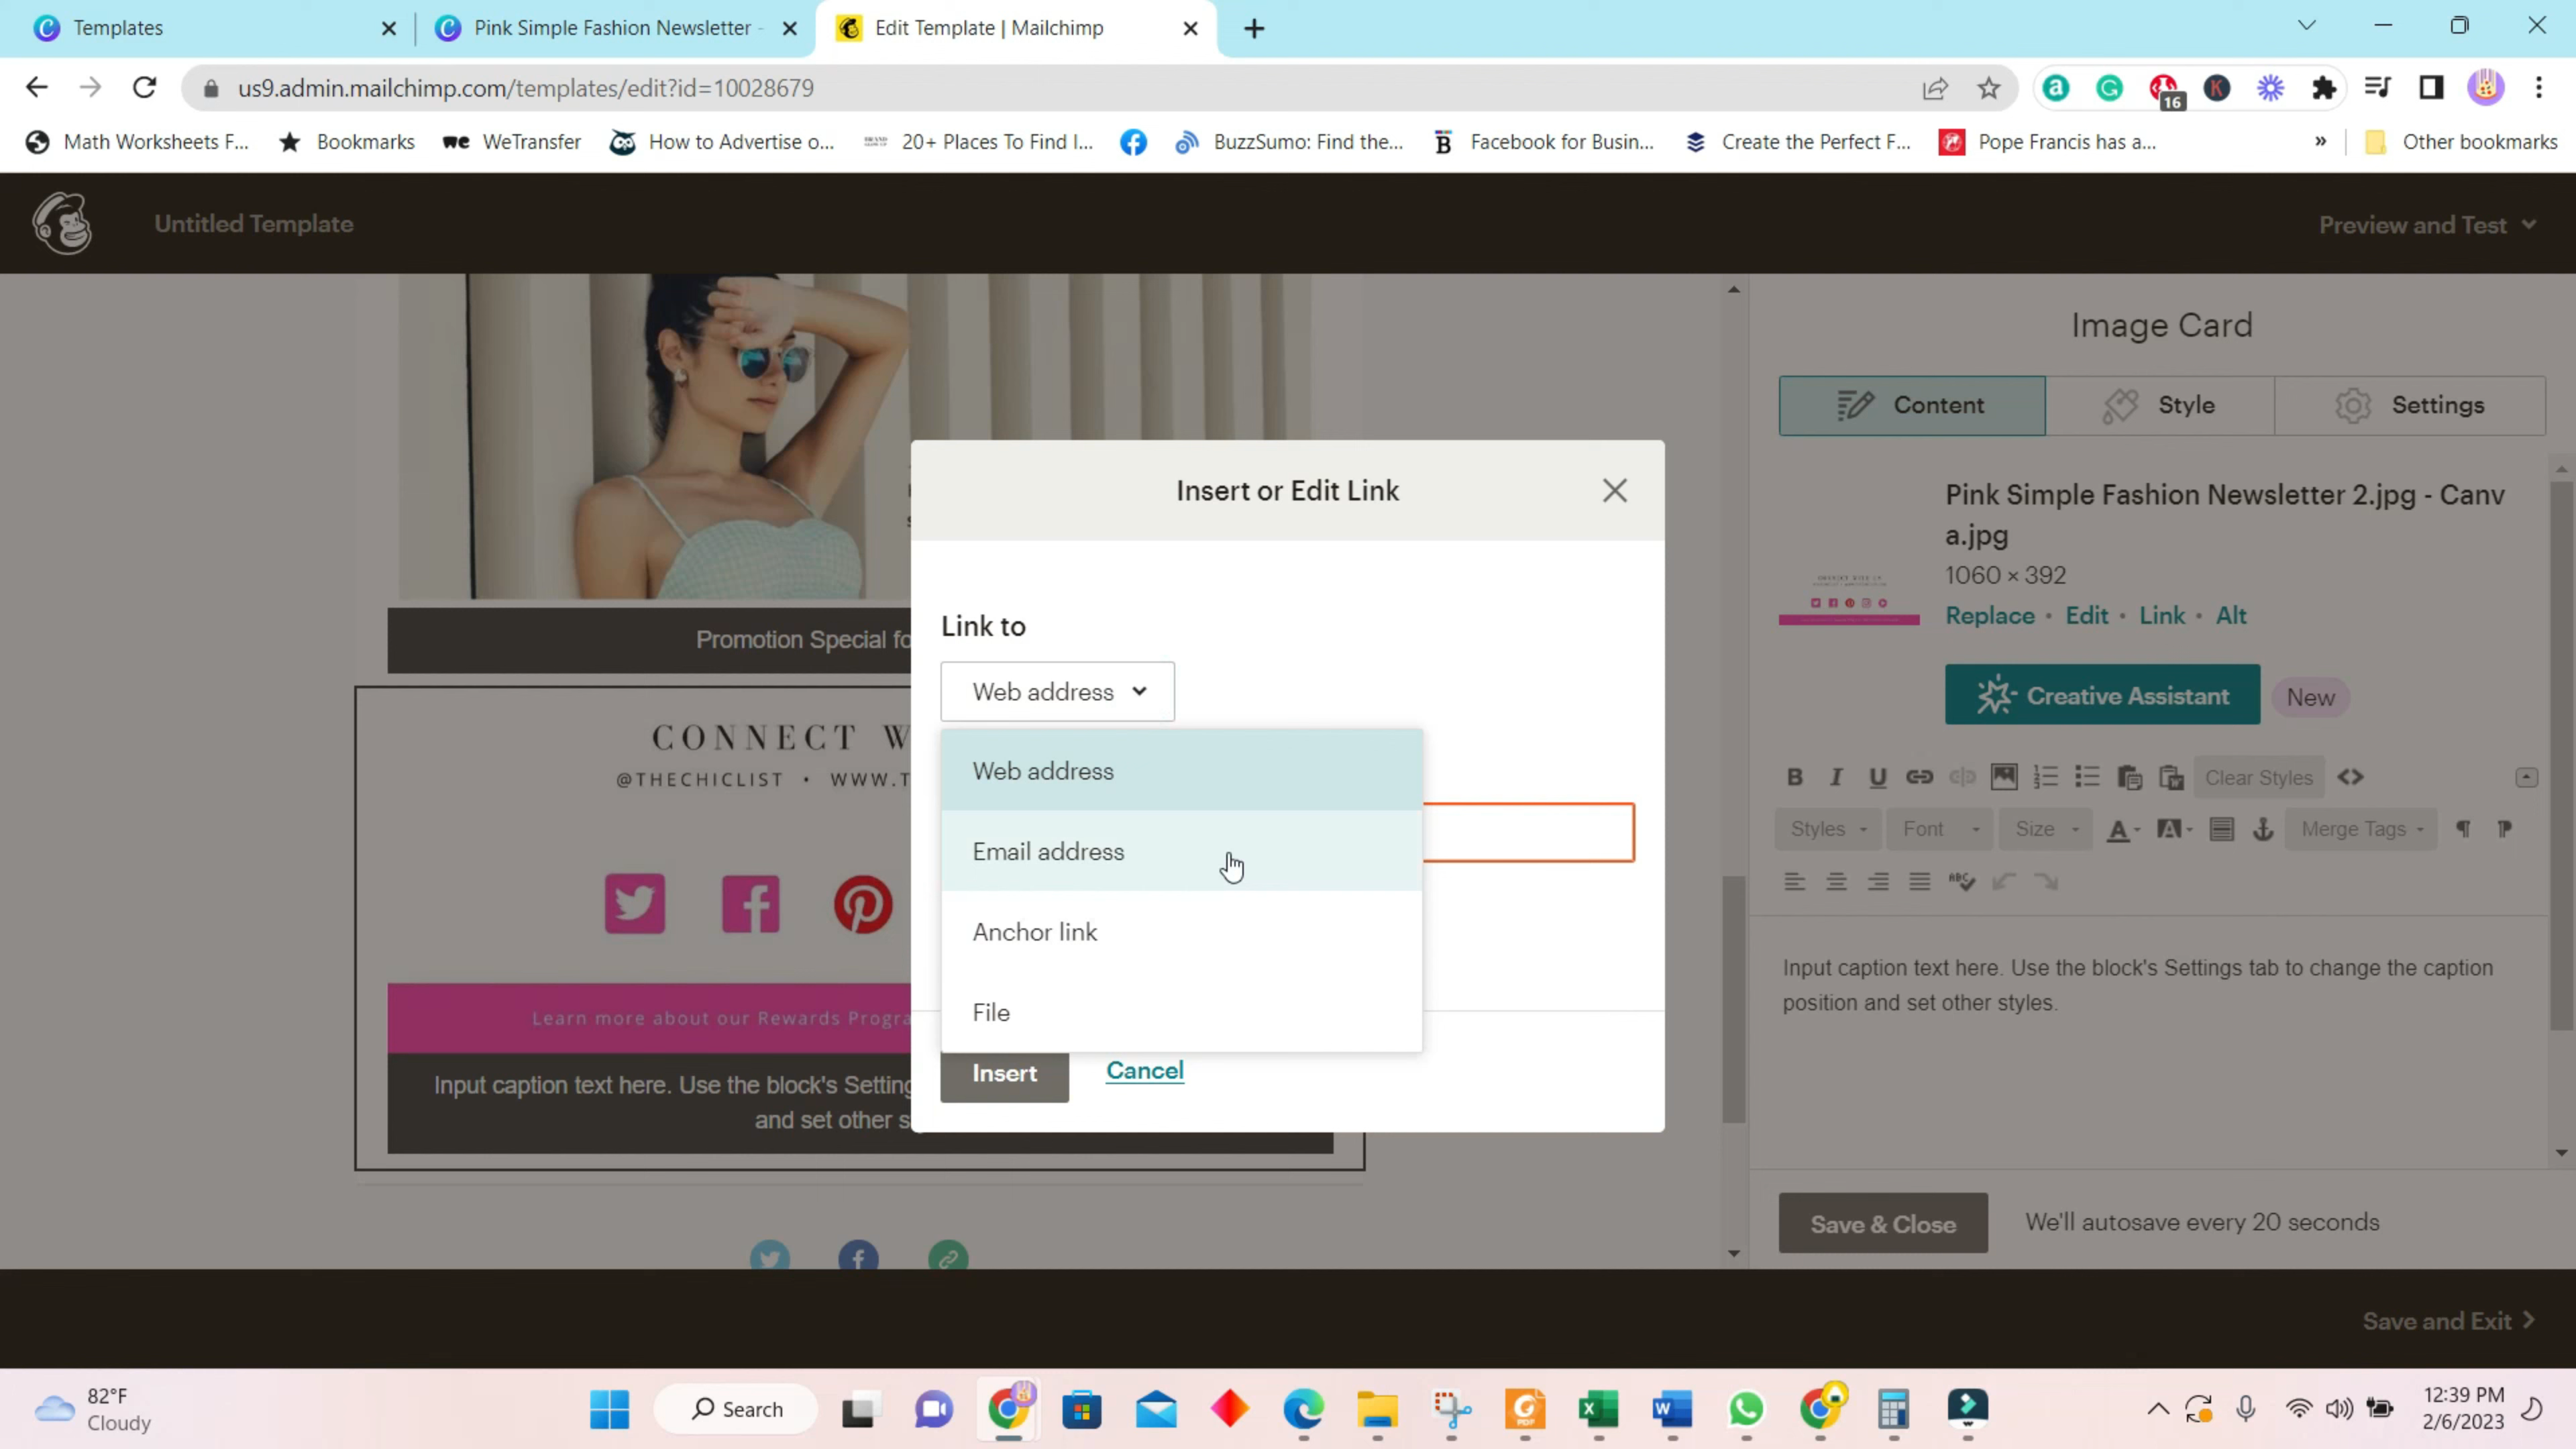 Templates
Pink Simple Fashion Newsletter -
Edit Template | Mailchimp
us9.admin.mailchimp.com/templates/edit?id=10028679
16
Math Worksheets F...
Bookmarks
WeTransfer
How to Advertise o...
20+ Places To Find I...
BuzzSumo: Find the...
Facebook for Busin...
Create the Perfect F...
Pope Francis has a...
»
Other bookmarks
Untitled Template
Preview and Test
Image Card
Content
Style
Settings
Pink Simple Fashion Newsletter 2.jpg - Canv
a.jpg
1060 × 392
Replace · Edit · Link · Alt
Creative Assistant
New
B I U
Clear Styles
Styles
Font
Size
A
A
Merge Tags
ABC
Input caption text here. Use the block's Settings tab to change the caption
position and set other styles.
Save & Close
We'll autosave every 20 seconds
Insert or Edit Link
Link to
Web address
Web address
Email address
Anchor link
File
Insert
Cancel
Promotion Special fo
CONNECT W
@THECHICLIST • WWW.T
Learn more about our Rewards Progra
Input caption text here. Use the block's Setting
and set other s
Save and Exit
82°F
Cloudy
Search
PDF
12:39 PM
2/6/2023